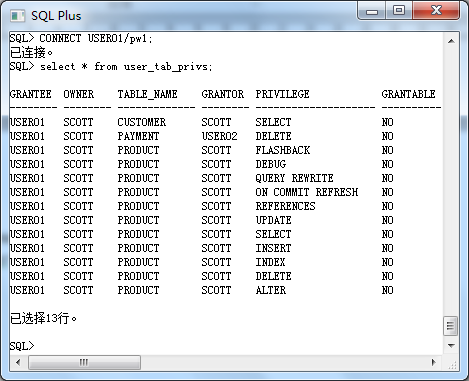 SQL Plus
SQL> CONNECT USER01/pw1;
已连接。
SQL> select * from user_tab_privs;
GRANTEE OWNER TABLE_NAME GRANTOR PRIVILEGE GRANTABLE
------- -------- ------------ -------- ------------------ ----------
USER01 SCOTT CUSTOMER SCOTT SELECT NO
USER01 SCOTT PAYMENT USER02 DELETE NO
USER01 SCOTT PRODUCT SCOTT FLASHBACK NO
USER01 SCOTT PRODUCT SCOTT DEBUG NO
USER01 SCOTT PRODUCT SCOTT QUERY REWRITE NO
USER01 SCOTT PRODUCT SCOTT ON COMMIT REFRESH NO
USER01 SCOTT PRODUCT SCOTT REFERENCES NO
USER01 SCOTT PRODUCT SCOTT UPDATE NO
USER01 SCOTT PRODUCT SCOTT SELECT NO
USER01 SCOTT PRODUCT SCOTT INSERT NO
USER01 SCOTT PRODUCT SCOTT INDEX NO
USER01 SCOTT PRODUCT SCOTT DELETE NO
USER01 SCOTT PRODUCT SCOTT ALTER NO
已选择13行。
SQL>